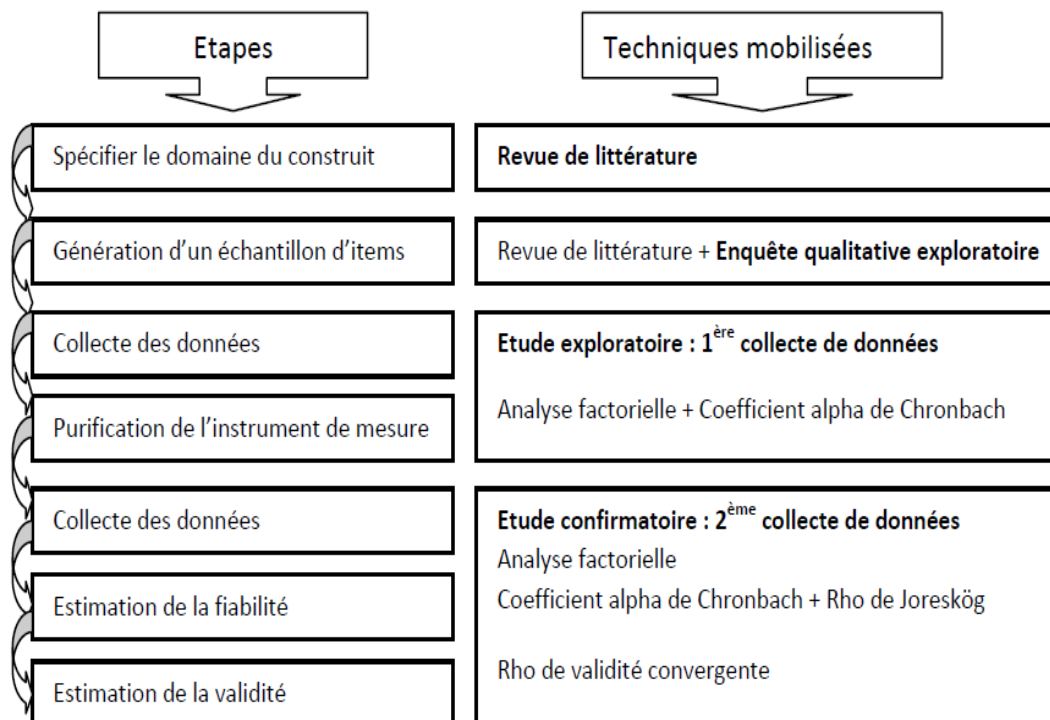 Etapes
Techniques mobilisées
Spécifier le domaine du construit
Revue de littérature
Génération d’un échantillon d’items
Revue de littérature + Enquête qualitative exploratoire
Collecte des données
Etude exploratoire : 1ère collecte de données
Analyse factorielle + Coefficient alpha de Chronbach
Purification de l’instrument de mesure
Collecte des données
Etude confirmatoire : 2ème collecte de données
Analyse factorielle
Estimation de la fiabilité
Coefficient alpha de Chronbach + Rho de Joreskög
Rho de validité convergente
Estimation de la validité